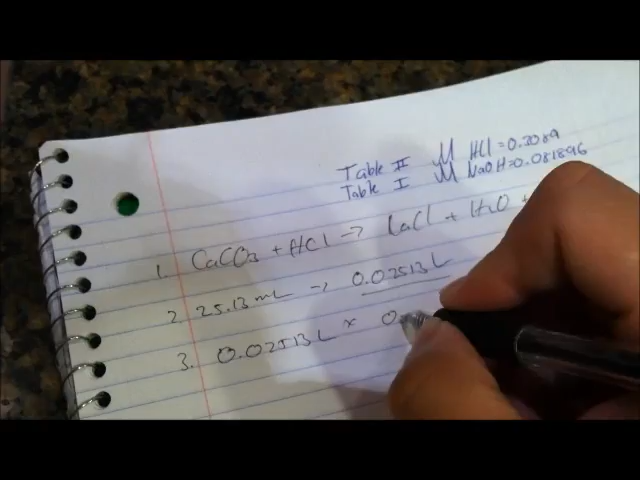 Table II M HCl = 0.3089
Table I M NaOH = 0.081896
1. CaCO3 + HCl → CaCl + H2O +
2. 25.13 mL → 0.02513 L
3. 0.02513 L × 0.